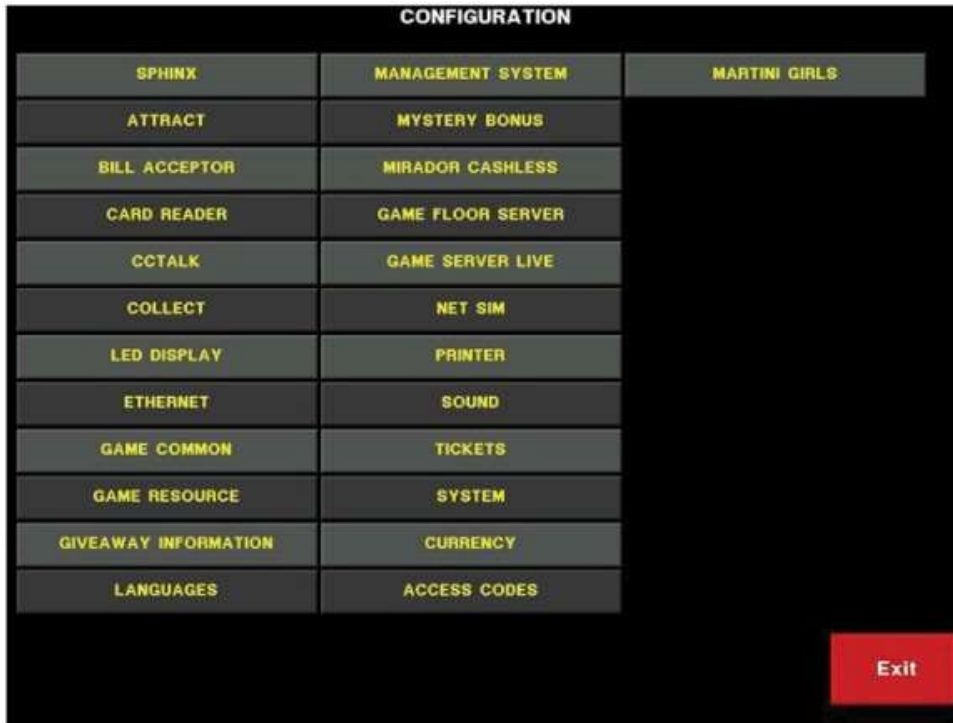 CONFIGURATION
SPHINX
MANAGEMENT SYSTEM
MARTINI GIRLS
ATTRACT
MYSTERY BONUS
BILL ACCEPTOR
MIRADOR CASHLESS
CARD READER
GAME FLOOR SERVER
CCTALK
GAME SERVER LIVE
COLLECT
NET SIM
LED DISPLAY
PRINTER
ETHERNET
SOUND
GAME COMMON
TICKETS
GAME RESOURCE
SYSTEM
GIVEAWAY INFORMATION
CURRENCY
LANGUAGES
ACCESS CODES
Exit